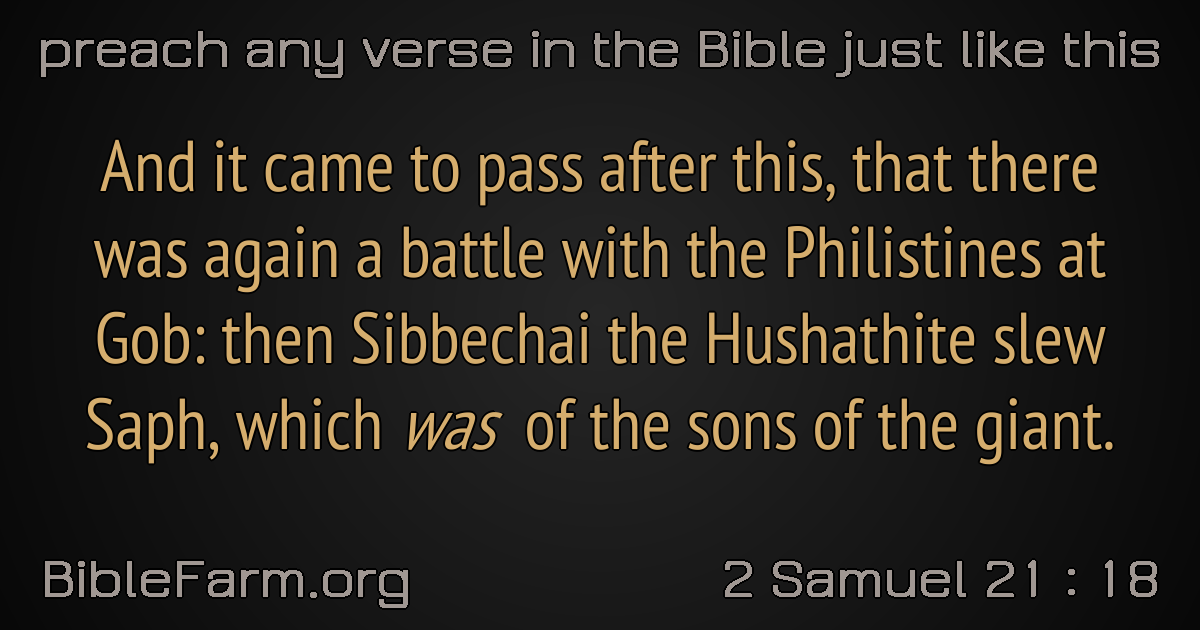 preach any verse in the Bible just like this
And it came to pass after this, that there
was again a battle with the Philistines at
Gob: then Sibbechai the Hushathite slew
Saph, which was of the sons of the giant.
BibleFarm.org
2 Samuel 21 : 18